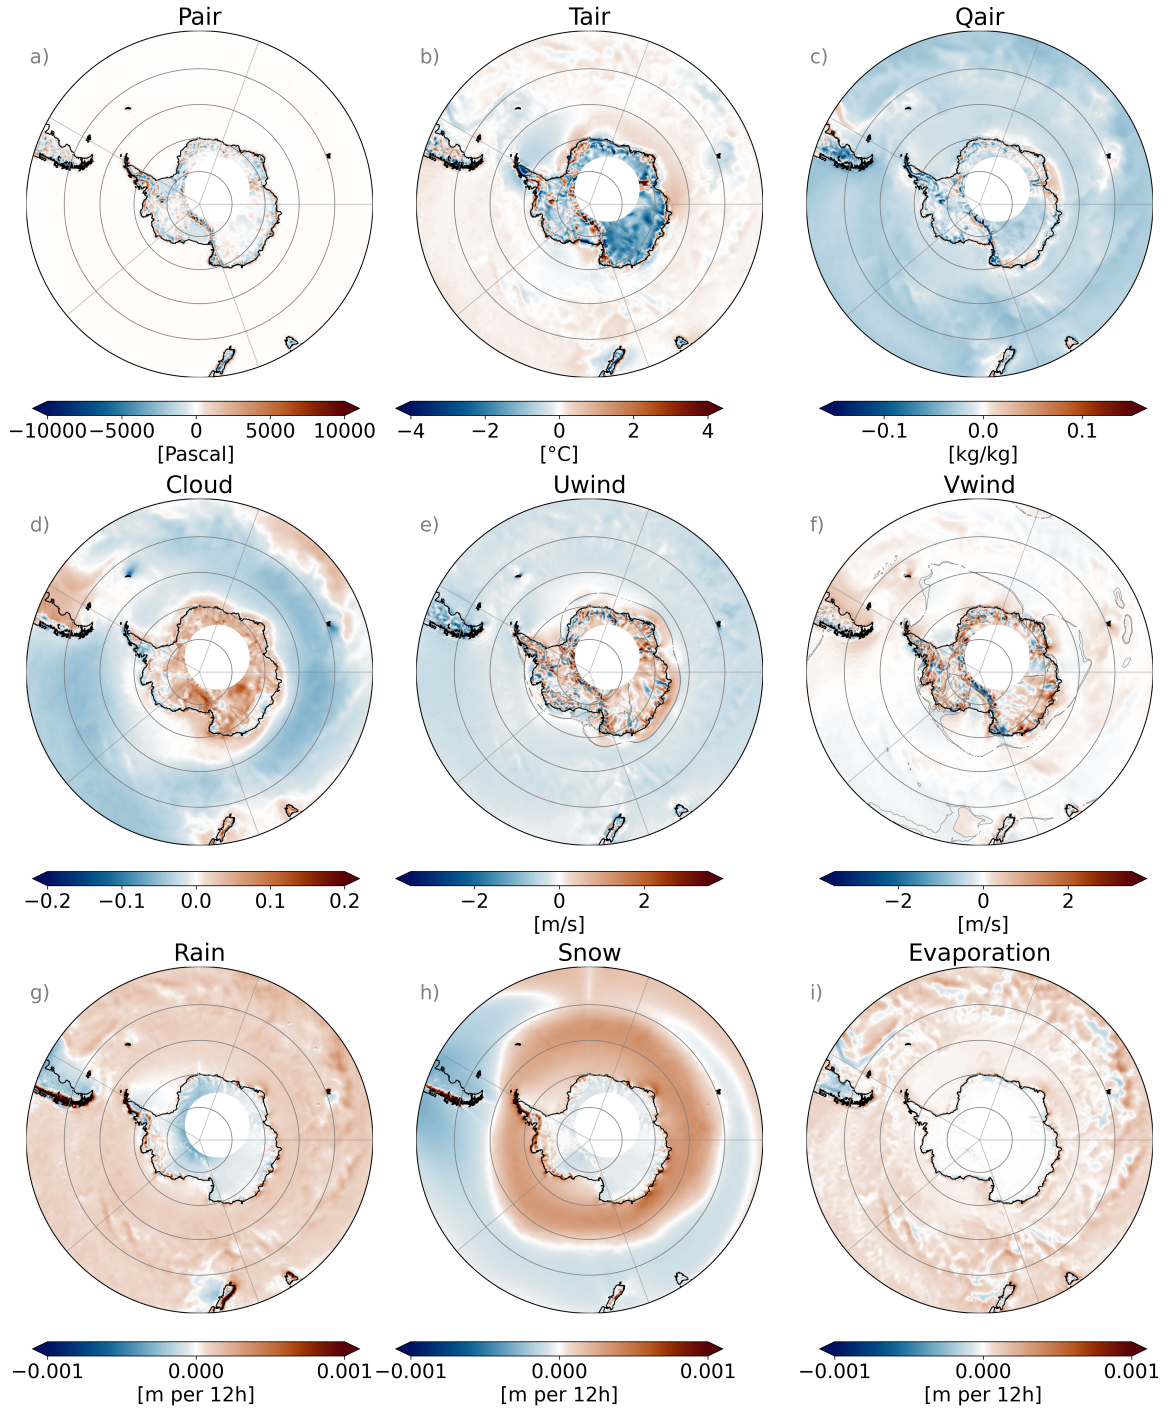 Pair Tair Qair
a) b) c)
−10000 −5000 0 5000 10000 −4 −2 0 2 4 −0.1 0.0 0.1
[Pascal] [°C] [kg/kg]
Cloud Uwind Vwind
d) e) f)
−0.2 −0.1 0.0 0.1 0.2 −2 0 2 −2 0 2
[m/s] [m/s]
Rain Snow Evaporation
g) h) i)
−0.001 0.000 0.001 −0.001 0.000 0.001 −0.001 0.000 0.001
[m per 12h] [m per 12h] [m per 12h]